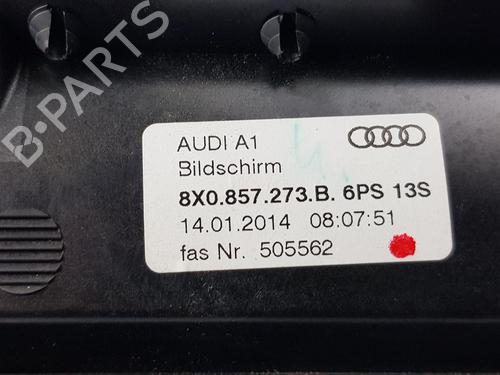 B-PARTS
AUDI A1
Bildschirm
8X0.857.273.B. 6PS 13S
14.01.2014 08:07:51
fas Nr. 505562